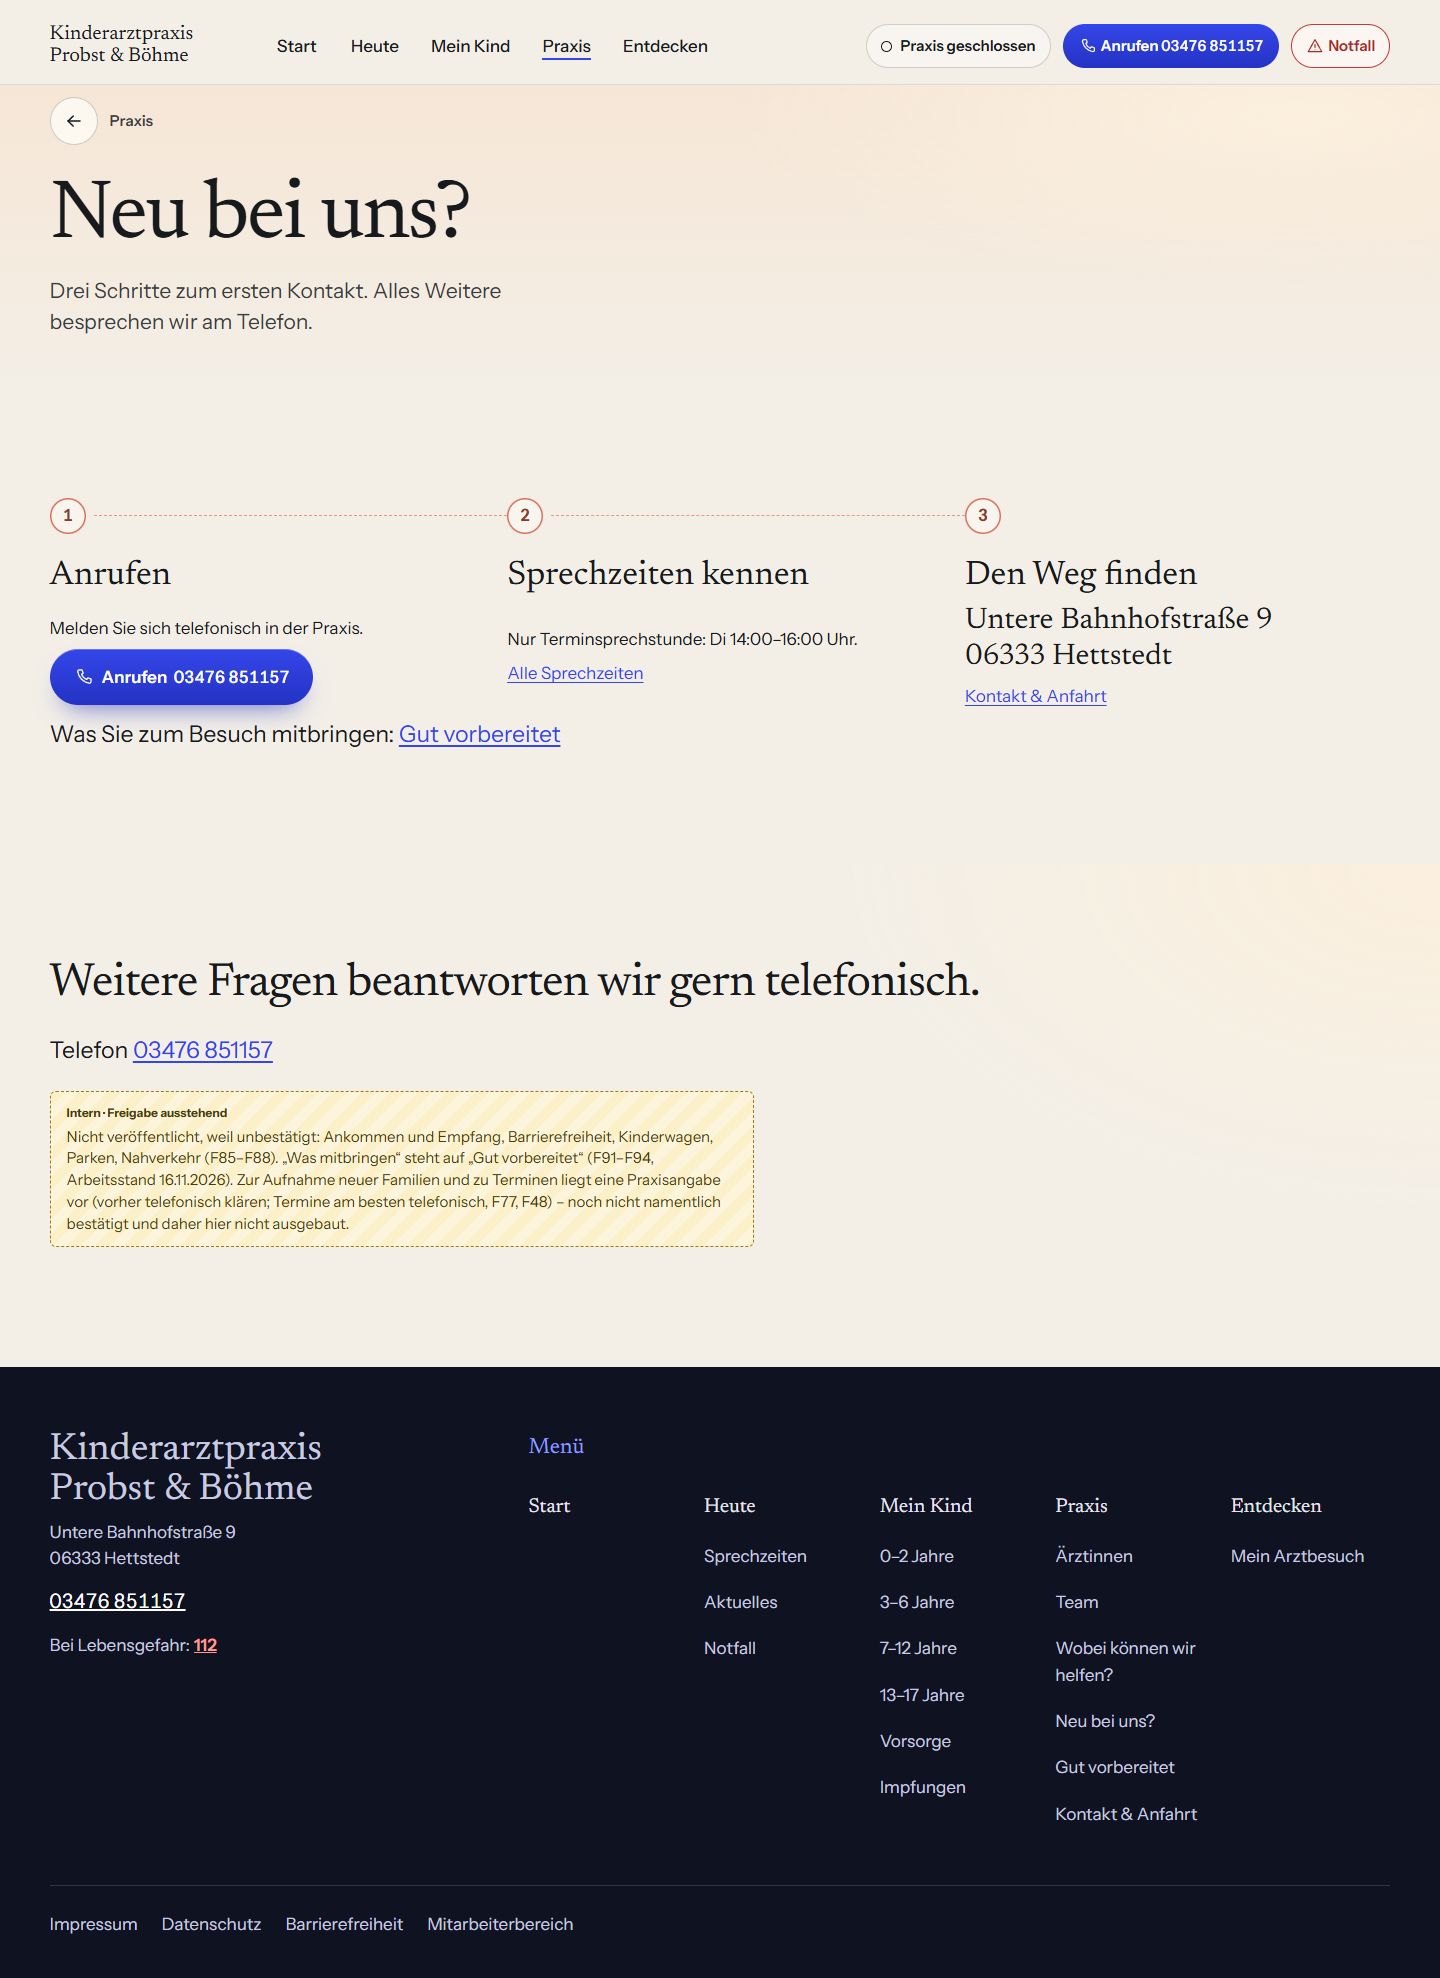 Kinderarztpraxis
Probst & Böhme
Start Heute Mein Kind Praxis Entdecken
Praxis geschlossen
Anrufen 03476 851157
Notfall
Praxis
Neu bei uns?
Drei Schritte zum ersten Kontakt. Alles Weitere
besprechen wir am Telefon.
1
Anrufen
Melden Sie sich telefonisch in der Praxis.
Anrufen 03476 851157
2
Sprechzeiten kennen
Nur Terminsprechstunde: Di 14:00–16:00 Uhr.
Alle Sprechzeiten
3
Den Weg finden
Untere Bahnhofstraße 9
06333 Hettstedt
Kontakt & Anfahrt
Was Sie zum Besuch mitbringen: Gut vorbereitet
Weitere Fragen beantworten wir gern telefonisch.
Telefon 03476 851157
Intern · Freigabe ausstehend
Nicht veröffentlicht, weil unbestätigt: Ankommen und Empfang, Barrierefreiheit, Kinderwagen,
Parken, Nahverkehr (F85–F88). „Was mitbringen“ steht auf „Gut vorbereitet“ (F91–F94,
Arbeitsstand 16.11.2026). Zur Aufnahme neuer Familien und zu Terminen liegt eine Praxisangabe
vor (vorher telefonisch klären; Termine am besten telefonisch, F77, F48) – noch nicht namentlich
bestätigt und daher hier nicht ausgebaut.
Kinderarztpraxis
Probst & Böhme
Untere Bahnhofstraße 9
06333 Hettstedt
03476 851157
Bei Lebensgefahr: 112
Menü
Start
Heute
Sprechzeiten
Aktuelles
Notfall
Mein Kind
0–2 Jahre
3–6 Jahre
7–12 Jahre
13–17 Jahre
Vorsorge
Impfungen
Praxis
Ärztinnen
Team
Wobei können wir
helfen?
Neu bei uns?
Gut vorbereitet
Kontakt & Anfahrt
Entdecken
Mein Arztbesuch
Impressum Datenschutz Barrierefreiheit Mitarbeiterbereich